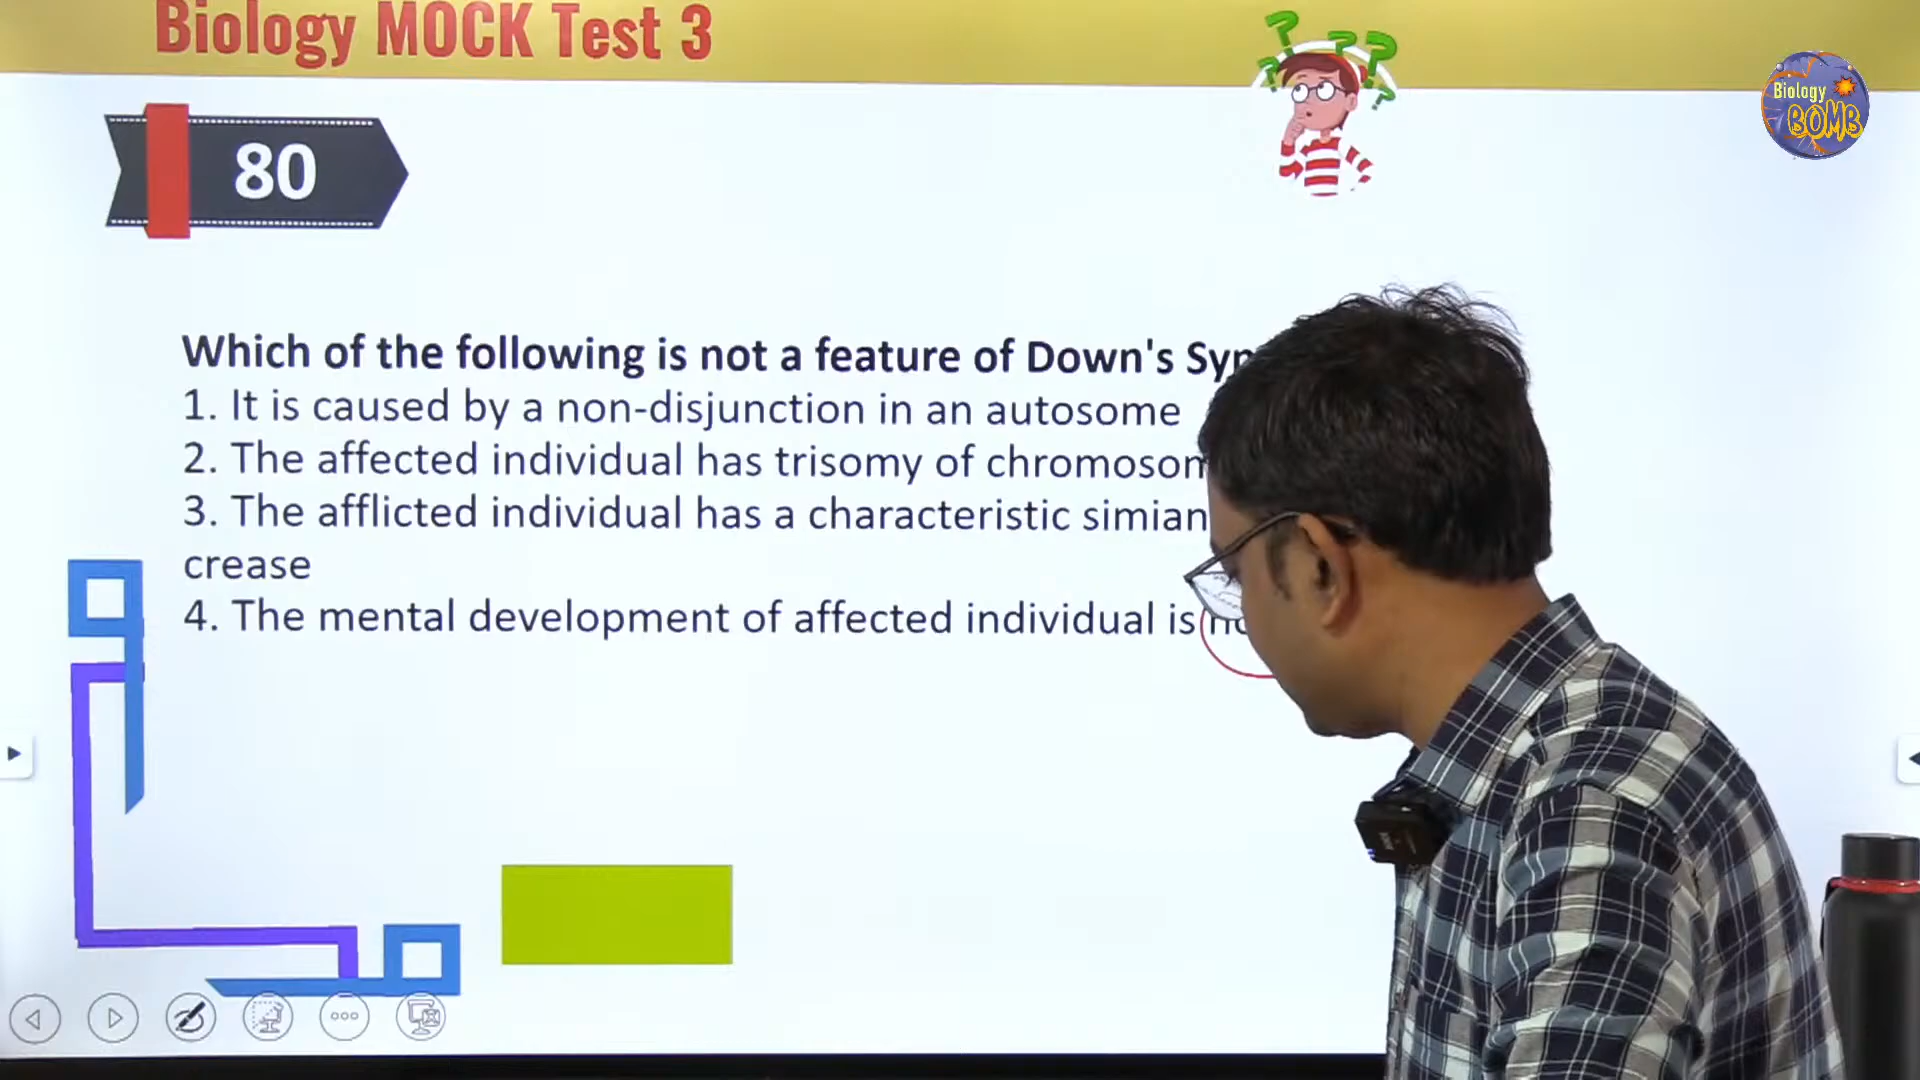 Biology MOCK Test 3
Biology
BOMB
80
Which of the following is not a feature of Down's
1. It is caused by a non-disjunction in an autosome
2. The affected individual has trisomy of
3. The afflicted individual has a characteristic simian
crease
4. The mental development of affected individual is